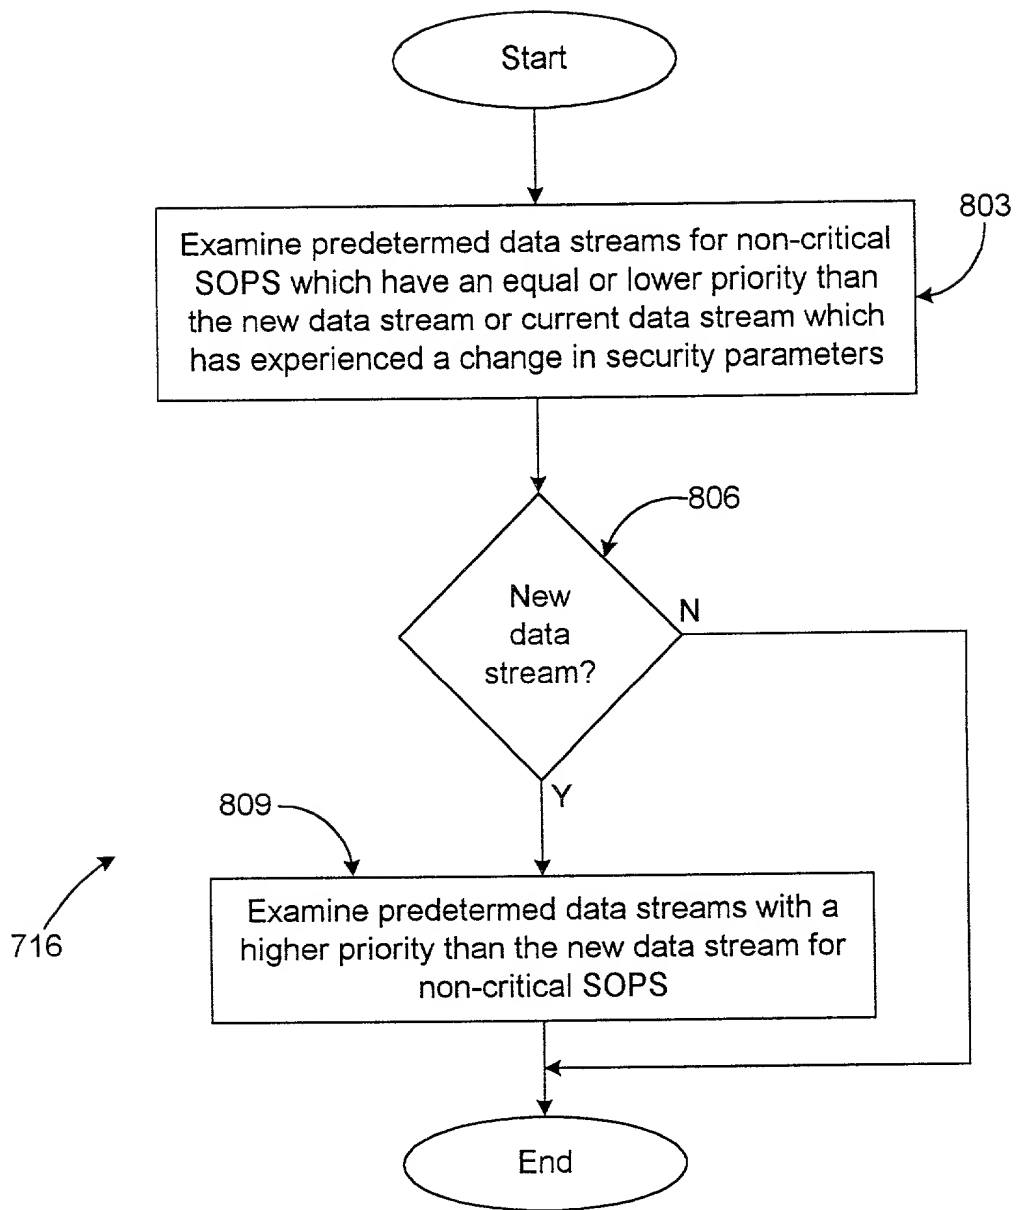 Start
803
Examine predetermed data streams for non-critical
SOPS which have an equal or lower priority than
the new data stream or current data stream which
has experienced a change in security parameters
806
New
data
stream?
N
Y
809
716
Examine predetermed data streams with a
higher priority than the new data stream for
non-critical SOPS
End